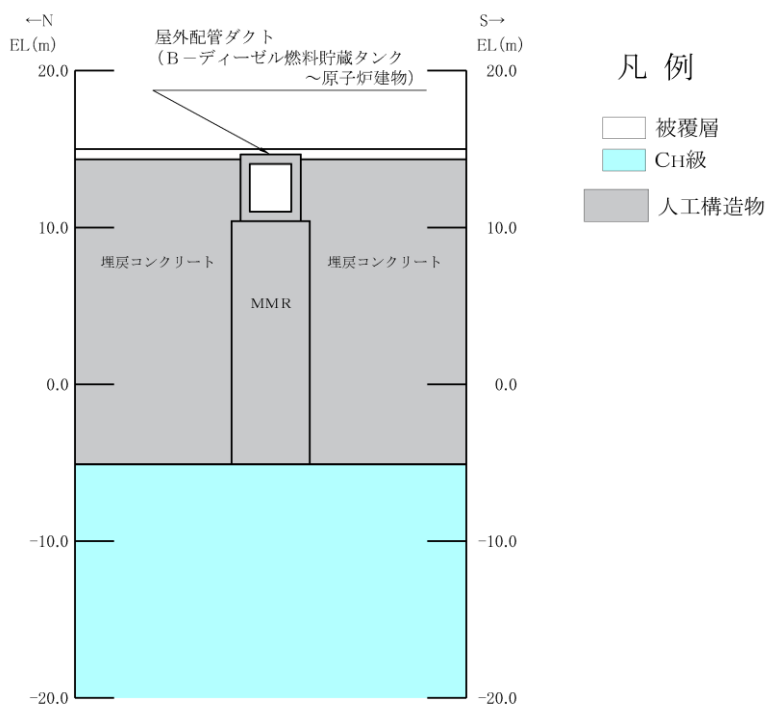 ←N
EL(m)
S→
EL(m)
屋外配管ダクト
(B-ディーゼル燃料貯蔵タンク
～原子炉建物)
20.0
20.0
凡 例
被覆層
CH級
人工構造物
10.0
10.0
埋戻コンクリート
埋戻コンクリート
MMR
0.0
0.0
-10.0
-10.0
-20.0
-20.0